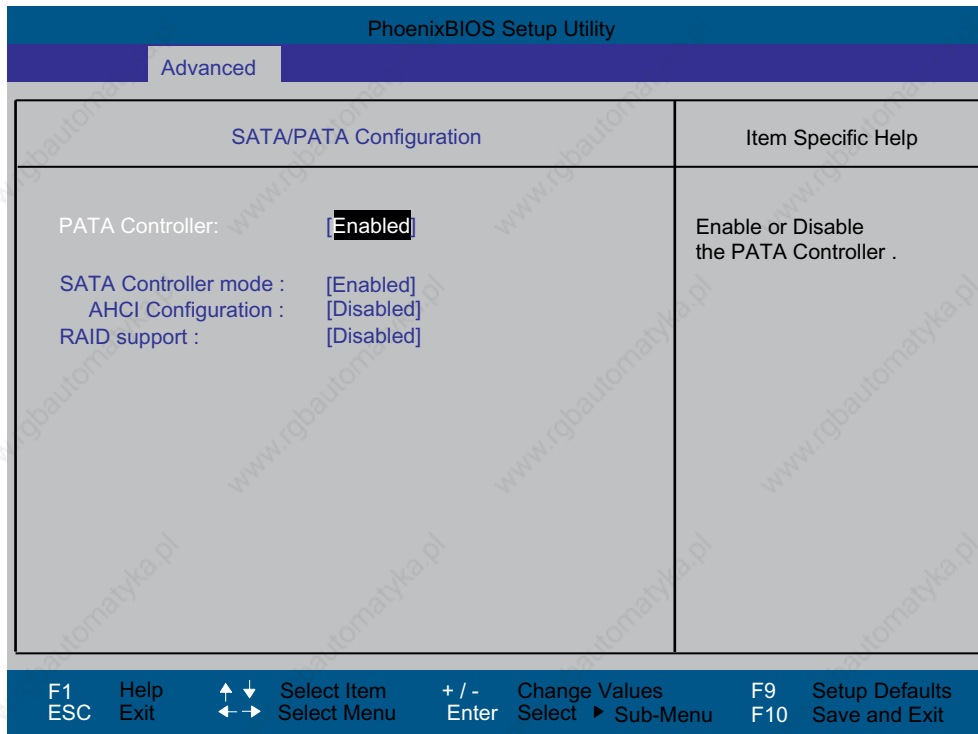 PhoenixBIOS Setup Utility
Advanced
SATA/PATA Configuration
Item Specific Help
PATA Controller: [Enabled]
Enable or Disable
the PATA Controller .
SATA Controller mode : [Enabled]
AHCI Configuration : [Disabled]
RAID support : [Disabled]
F1 Help Select Item + / - Change Values F9 Setup Defaults
ESC Exit Select Menu Enter Select Sub-Menu F10 Save and Exit
www.rgbautomatyka.pl